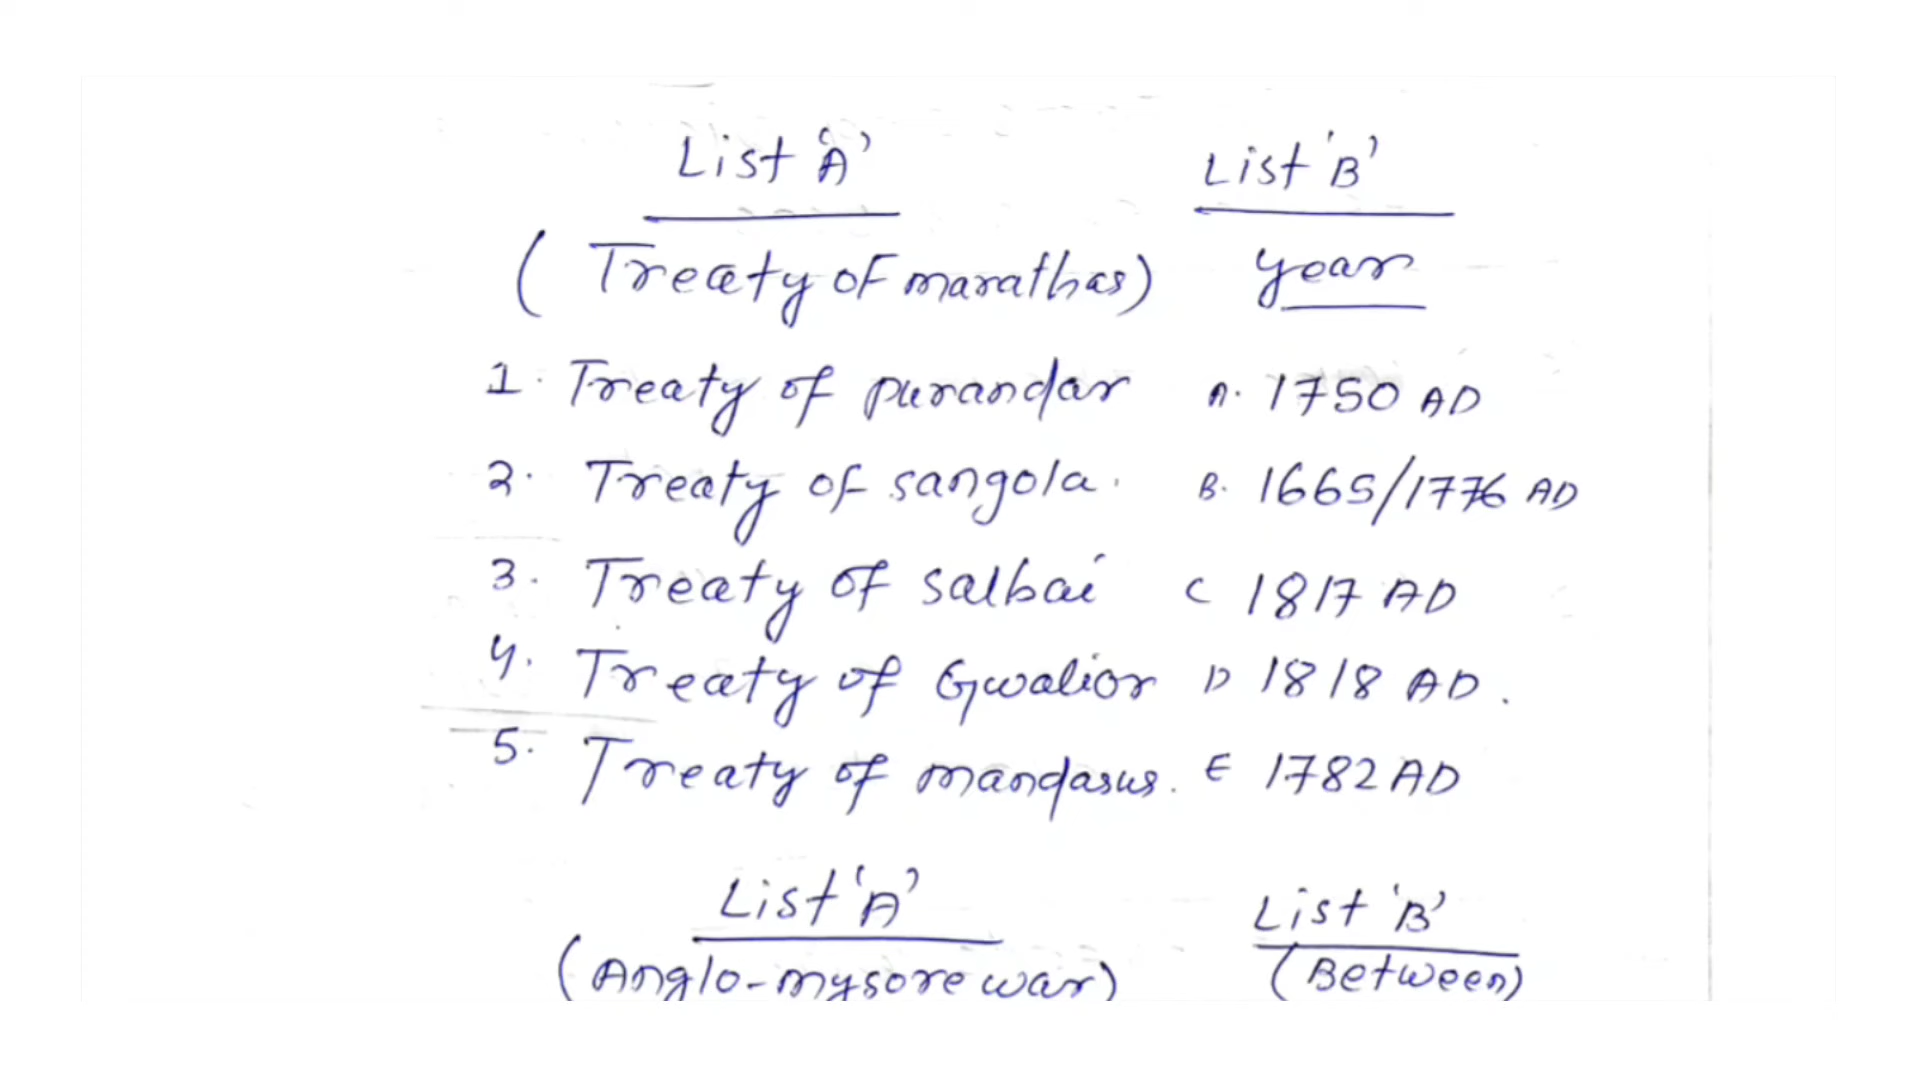 List 'A' List 'B'
(Treaty of marathas) year
1. Treaty of purandar A. 1750 AD
2. Treaty of sangola. B. 1665/1776 AD
3. Treaty of salbai C 1817 AD
4. Treaty of Gwalior D 1818 AD.
5. Treaty of mandasus. E 1782 AD
List 'A' List 'B'
(Anglo-mysore war) (Between)